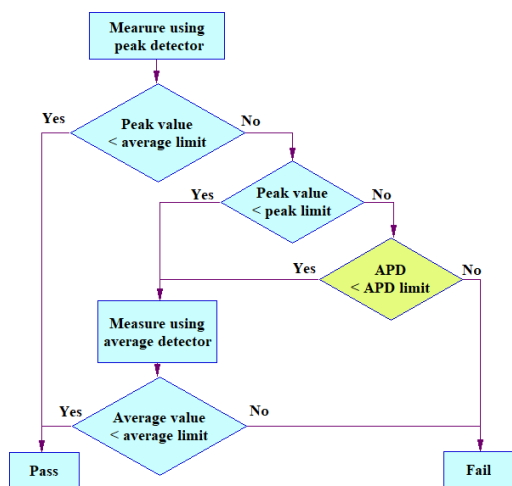 Mearure using
peak detector
Yes
No
Peak value
< average limit
Yes
No
Peak value
< peak limit
Yes
No
APD
< APD limit
Measure using
average detector
Yes
No
Average value
< average limit
Pass
Fail